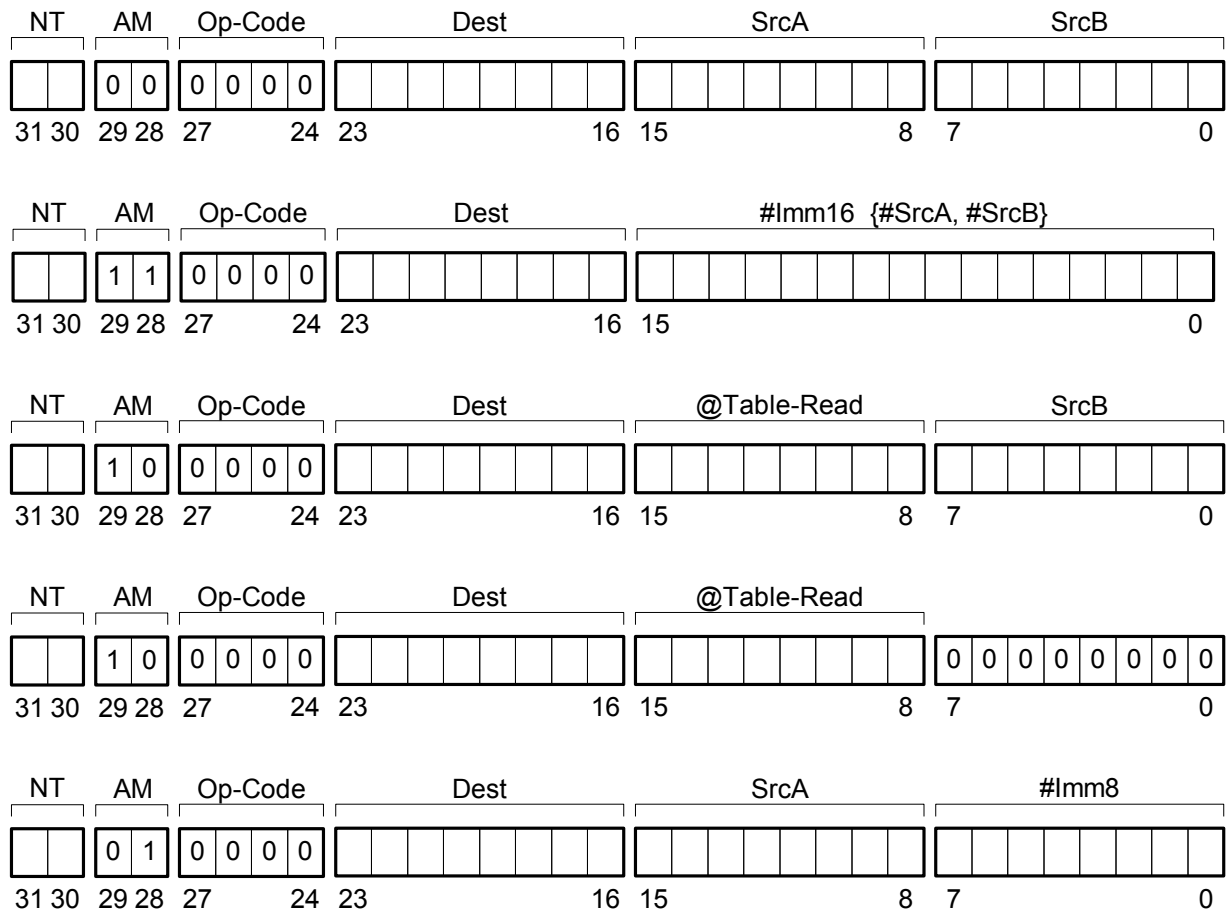 NT AM Op-Code Dest SrcA SrcB
0 0 0 0 0 0
31 30 29 28 27 24 23 16 15 8 7 0
NT AM Op-Code Dest #Imm16 {#SrcA, #SrcB}
1 1 0 0 0 0
31 30 29 28 27 24 23 16 15 0
NT AM Op-Code Dest @Table-Read SrcB
1 0 0 0 0 0
31 30 29 28 27 24 23 16 15 8 7 0
NT AM Op-Code Dest @Table-Read
1 0 0 0 0 0 0 0 0 0 0 0 0 0
31 30 29 28 27 24 23 16 15 8 7 0
NT AM Op-Code Dest SrcA #Imm8
0 1 0 0 0 0
31 30 29 28 27 24 23 16 15 8 7 0